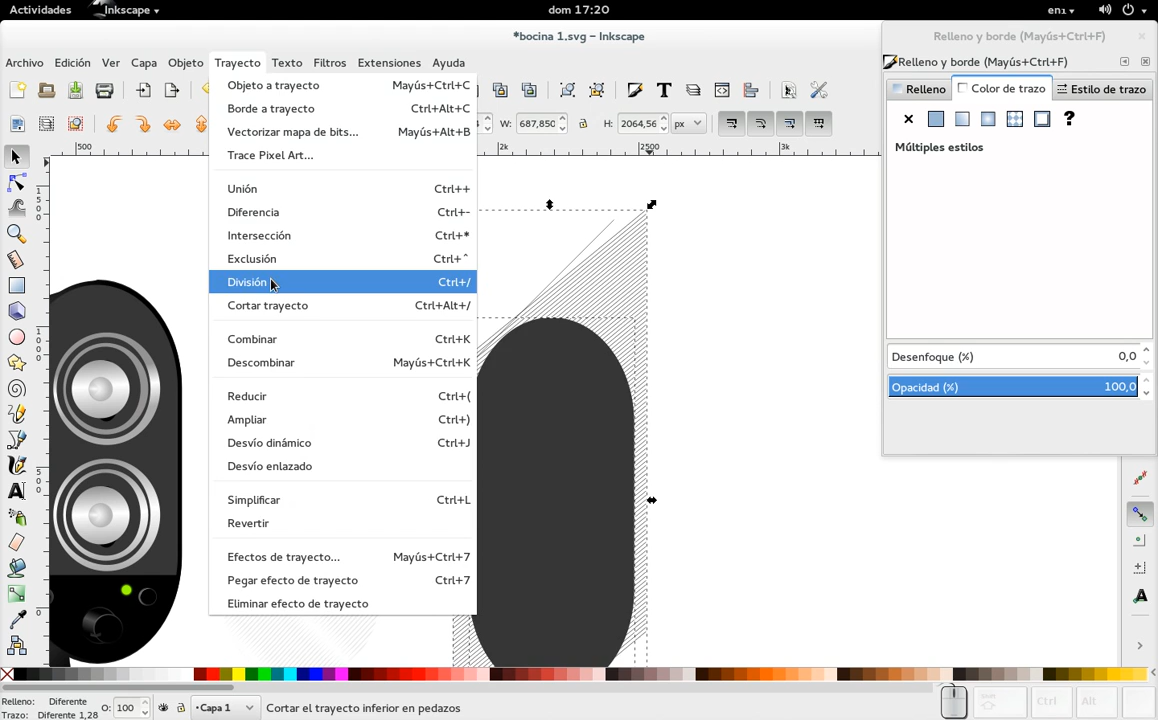 Actividades Inkscape dom 17:20 en1
*bocina 1.svg – Inkscape
Relleno y borde (Mayús+Ctrl+F)
Relleno y borde (Mayús+Ctrl+F)
Archivo Edición Ver Capa Objeto Trayecto Texto Filtros Extensiones Ayuda
Relleno Color de trazo Estilo de trazo
W: 687,850 H: 2064,56 px
?
Múltiples estilos
500 2k 2500 3k
Objeto a trayecto Mayús+Ctrl+C
Borde a trayecto Ctrl+Alt+C
Vectorizar mapa de bits... Mayús+Alt+B
Trace Pixel Art...
Unión Ctrl++
Diferencia Ctrl+-
Intersección Ctrl+*
Exclusión Ctrl+ˆ
División Ctrl+/
Cortar trayecto Ctrl+Alt+/
Combinar Ctrl+K
Descombinar Mayús+Ctrl+K
Reducir Ctrl+(
Ampliar Ctrl+)
Desvío dinámico Ctrl+J
Desvío enlazado
Simplificar Ctrl+L
Revertir
Efectos de trayecto... Mayús+Ctrl+7
Pegar efecto de trayecto Ctrl+7
Eliminar efecto de trayecto
Desenfoque (%) 0,0
Opacidad (%) 100,0
Relleno: Diferente
Trazo: Diferente 1,28
O: 100
•Capa 1
Cortar el trayecto inferior en pedazos
Ctrl Alt